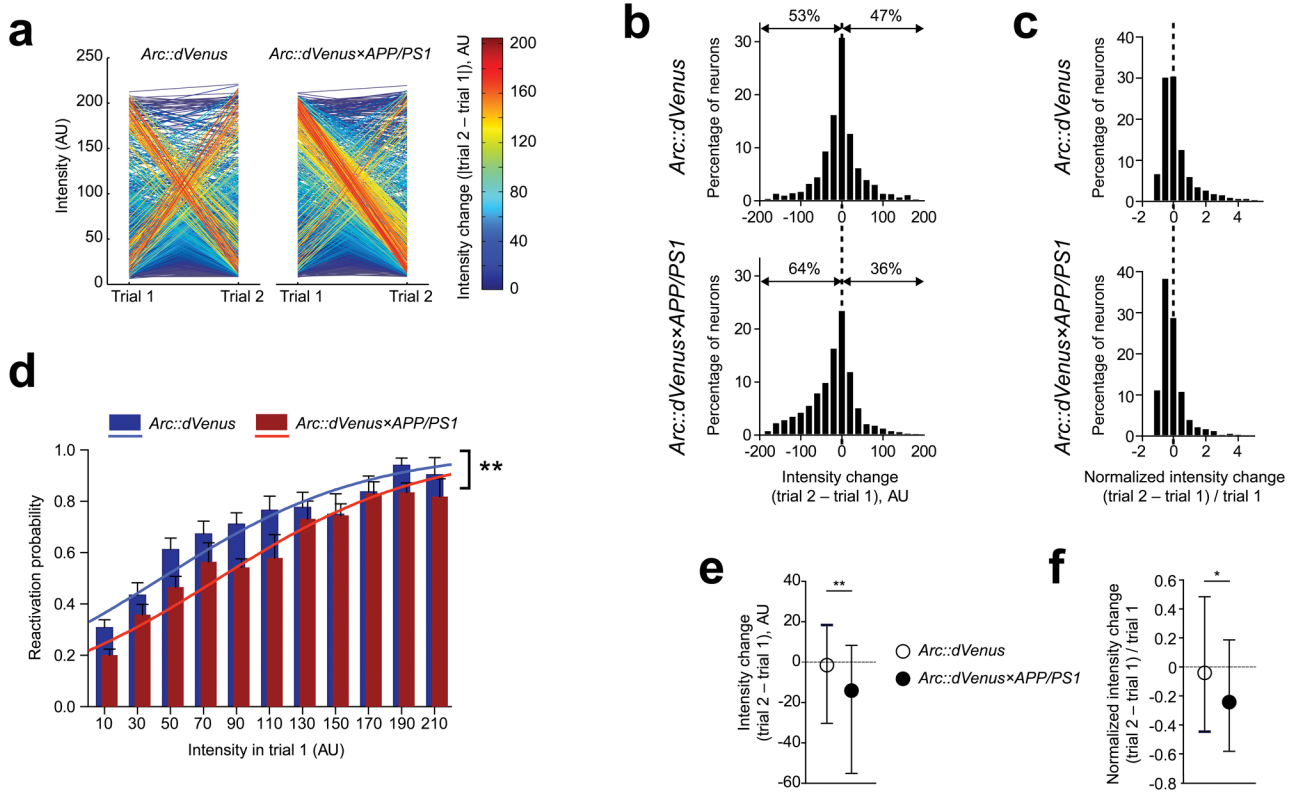 a
Arc::dVenus
Arc::dVenus×APP/PS1
Intensity (AU)
250
200
150
100
50
0
Trial 1
Trial 2
Trial 1
Trial 2
Intensity change (|trial 2 – trial 1|), AU
200
160
120
80
40
0
b
Arc::dVenus
Percentage of neurons
53%
47%
30
20
10
0
-200
-100
0
100
200
Arc::dVenus×APP/PS1
Percentage of neurons
64%
36%
30
20
10
0
-200
-100
0
100
200
Intensity change
(trial 2 – trial 1), AU
c
Arc::dVenus
Percentage of neurons
40
30
20
10
0
-2
0
2
4
Arc::dVenus×APP/PS1
Percentage of neurons
40
30
20
10
0
-2
0
2
4
Normalized intensity change
(trial 2 – trial 1) / trial 1
d
Arc::dVenus
Arc::dVenus×APP/PS1
Reactivation probability
1.0
0.8
0.6
0.4
0.2
0.0
**
10
30
50
70
90
110
130
150
170
190
210
Intensity in trial 1 (AU)
e
Intensity change
(trial 2 – trial 1), AU
40
20
0
-20
-40
-60
**
Arc::dVenus
Arc::dVenus×APP/PS1
f
Normalized intensity change
(trial 2 – trial 1) / trial 1
0.6
0.4
0.2
0
-0.2
-0.4
-0.6
-0.8
*